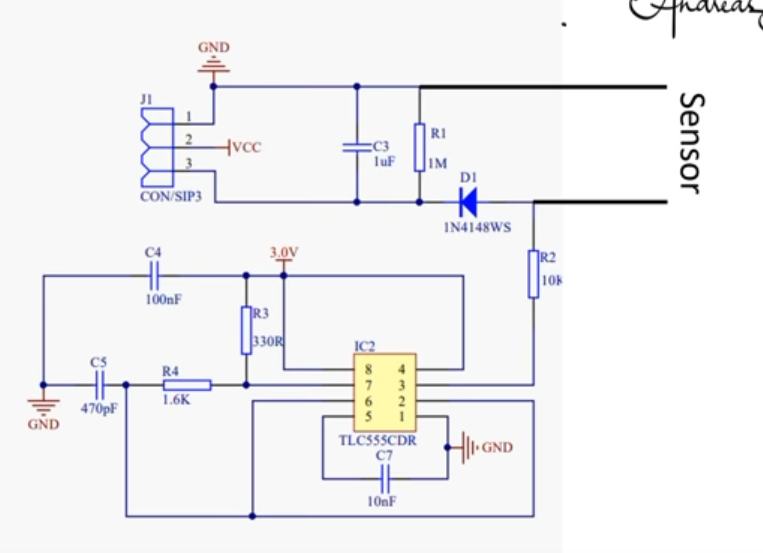 Andreas
GND
J1
1
2
VCC
3
CON/SIP3
C3
1uF
R1
1M
D1
1N4148WS
Sensor
R2
10K
C4
100nF
3.0V
R3
330R
C5
470pF
R4
1.6K
GND
IC2
8 4
7 3
6 2
5 1
TLC555CDR
GND
C7
10nF